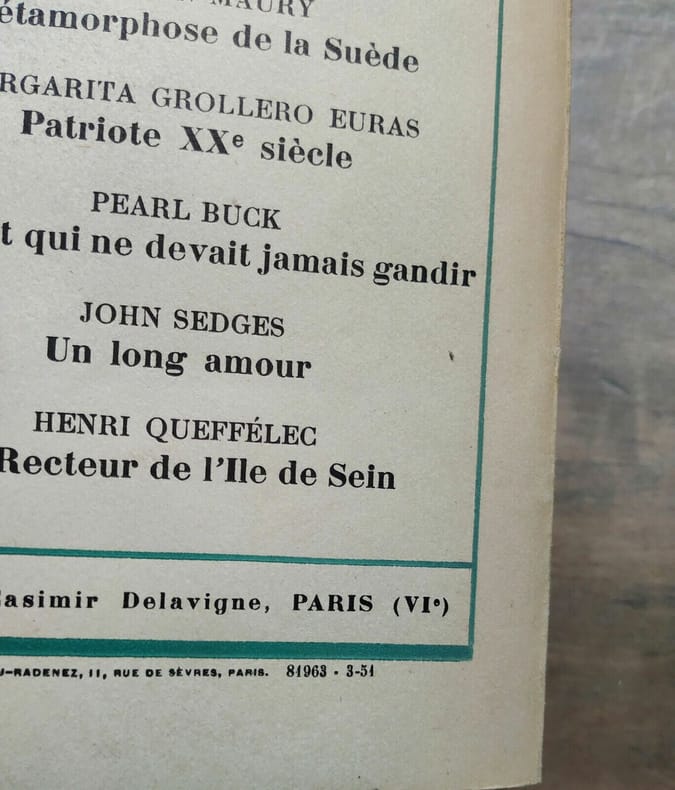 MAURY
étamorphose de la Suède
RGARITA GROLLERO EURAS
Patriote XXe siècle
PEARL BUCK
t qui ne devait jamais gandir
JOHN SEDGES
Un long amour
HENRI QUEFFÉLEC
Recteur de l'Ile de Sein
Casimir Delavigne, PARIS (VIe)
-RADENEZ, 11, RUE DE SÈVRES, PARIS. 81963 - 3-51